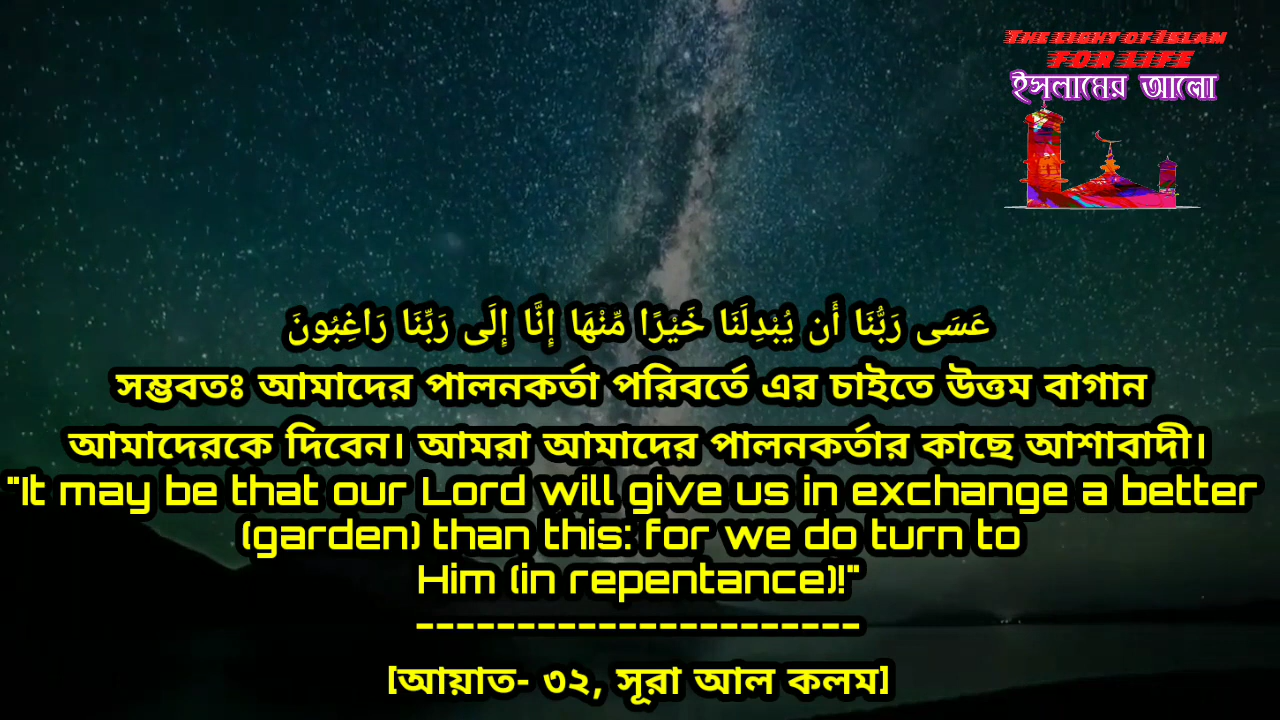 The light of Islam
for life
ইসলামের আলো
عَسَى رَبُّنَا أَن يُبْدِلَنَا خَيْرًا مِّنْهَا إِنَّا إِلَى رَبِّنَا رَاغِبُونَ
সম্ভবতঃ আমাদের পালনকর্তা পরিবর্তে এর চাইতে উত্তম বাগান
আমাদেরকে দিবেন। আমরা আমাদের পালনকর্তার কাছে আশাবাদী।
"It may be that our Lord will give us in exchange a better
(garden) than this: for we do turn to
Him (in repentance)!"
----------------------
[আয়াত- ৩২, সূরা আল কলম]